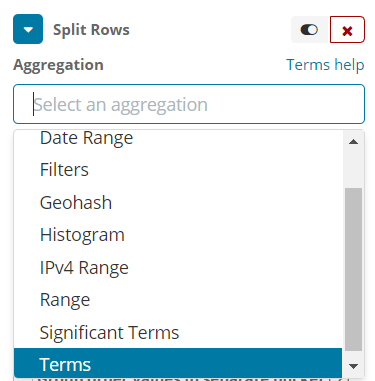 Split Rows
Aggregation Terms help
Select an aggregation
Date Range
Filters
Geohash
Histogram
IPv4 Range
Range
Significant Terms
Terms